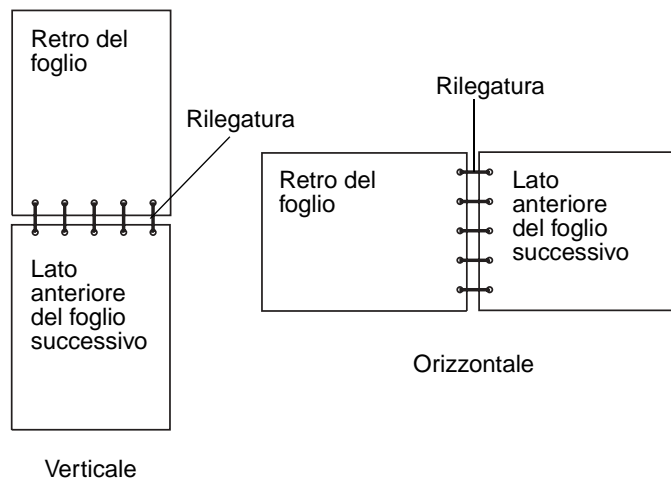 Retro del
foglio
Rilegatura
Lato
anteriore
del foglio
successivo
Verticale
Rilegatura
Retro del
foglio
Lato
anteriore
del foglio
successivo
Orizzontale